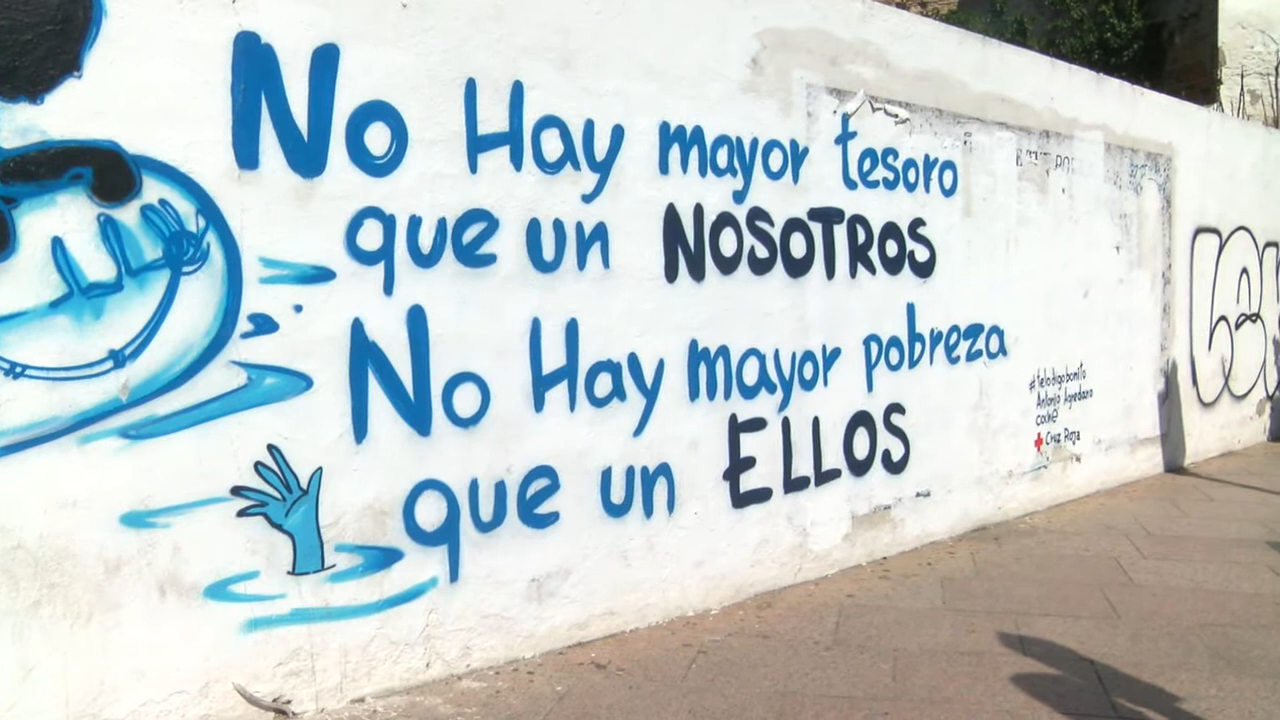 No Hay mayor tesoro
que un NOSOTROS
No Hay mayor pobreza
que un ELLOS
#telodigobonito
Antonio Agredano
coché
Cruz Roja